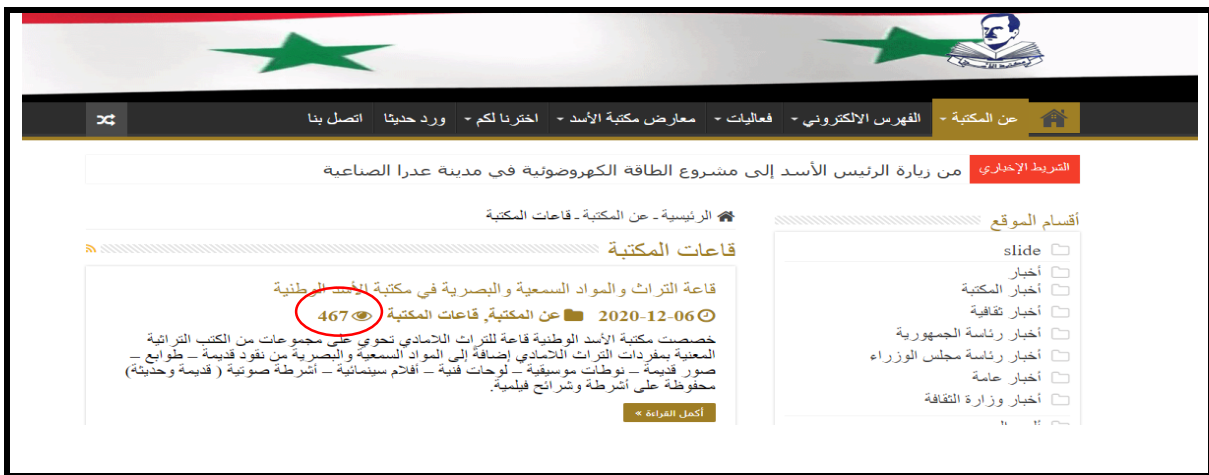 مكتبة الأسد
عن المكتبة الفهرس الالكتروني فعاليات معارض مكتبة الأسد اخترنا لكم ورد حديثا اتصل بنا
الشريط الإخباري من زيارة الرئيس الأسد إلى مشروع الطاقة الكهروضوئية في مدينة عدرا الصناعية
أقسام الموقع
slide
أخبار
أخبار المكتبة
أخبار ثقافية
أخبار رئاسة الجمهورية
أخبار رئاسة مجلس الوزراء
أخبار عامة
أخبار وزارة الثقافة
الرئيسية - عن المكتبة - قاعات المكتبة
قاعات المكتبة
قاعة التراث والمواد السمعية والبصرية في مكتبة الأسد الوطنية
2020-12-06 عن المكتبة, قاعات المكتبة 467
خصصت مكتبة الأسد الوطنية قاعة للتراث اللامادي تحوي على مجموعات من الكتب التراثية
المعنية بمفردات التراث اللامادي إضافةً إلى المواد السمعية والبصرية من نقود قديمة – طوابع –
صور قديمة – نوطات موسيقية – لوحات فنية – أفلام سينمائية – أشرطة صوتية ( قديمة وحديثة)
محفوظة على أشرطة وشرائح فيلمية.
أكمل القراءة »